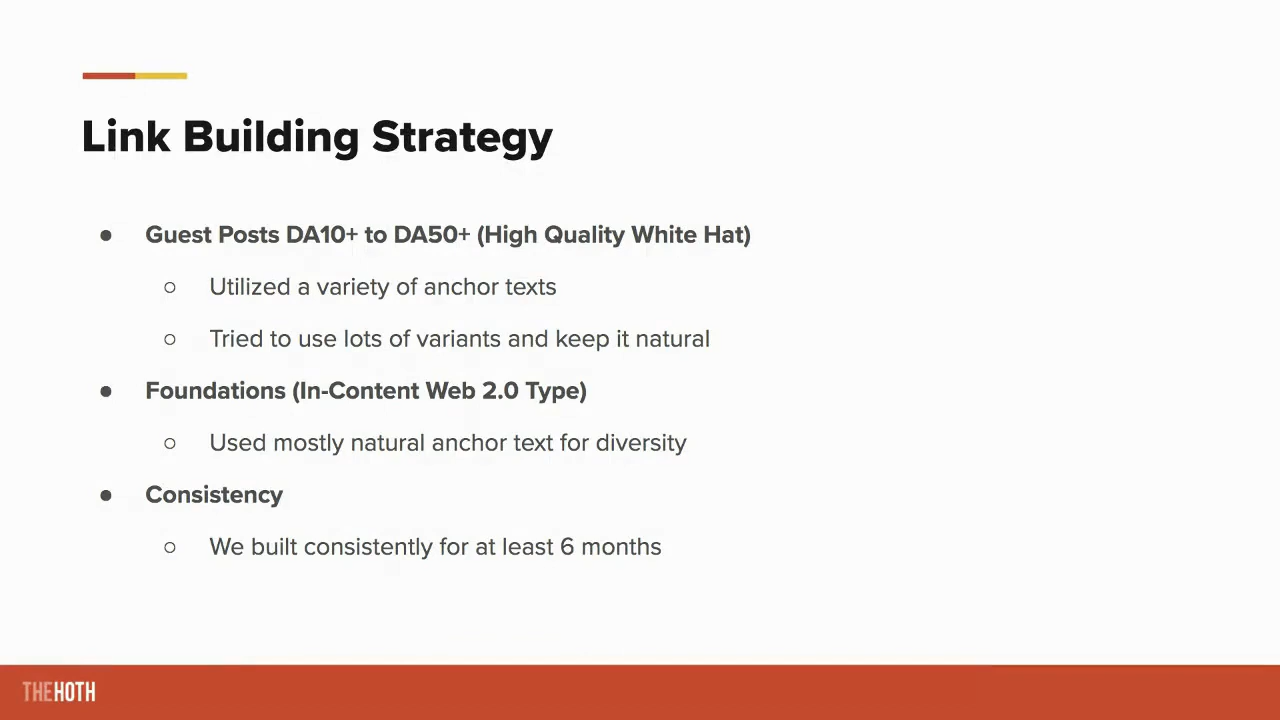 Link Building Strategy
● Guest Posts DA10+ to DA50+ (High Quality White Hat)
○ Utilized a variety of anchor texts
○ Tried to use lots of variants and keep it natural
● Foundations (In-Content Web 2.0 Type)
○ Used mostly natural anchor text for diversity
● Consistency
○ We built consistently for at least 6 months
THEHOTH